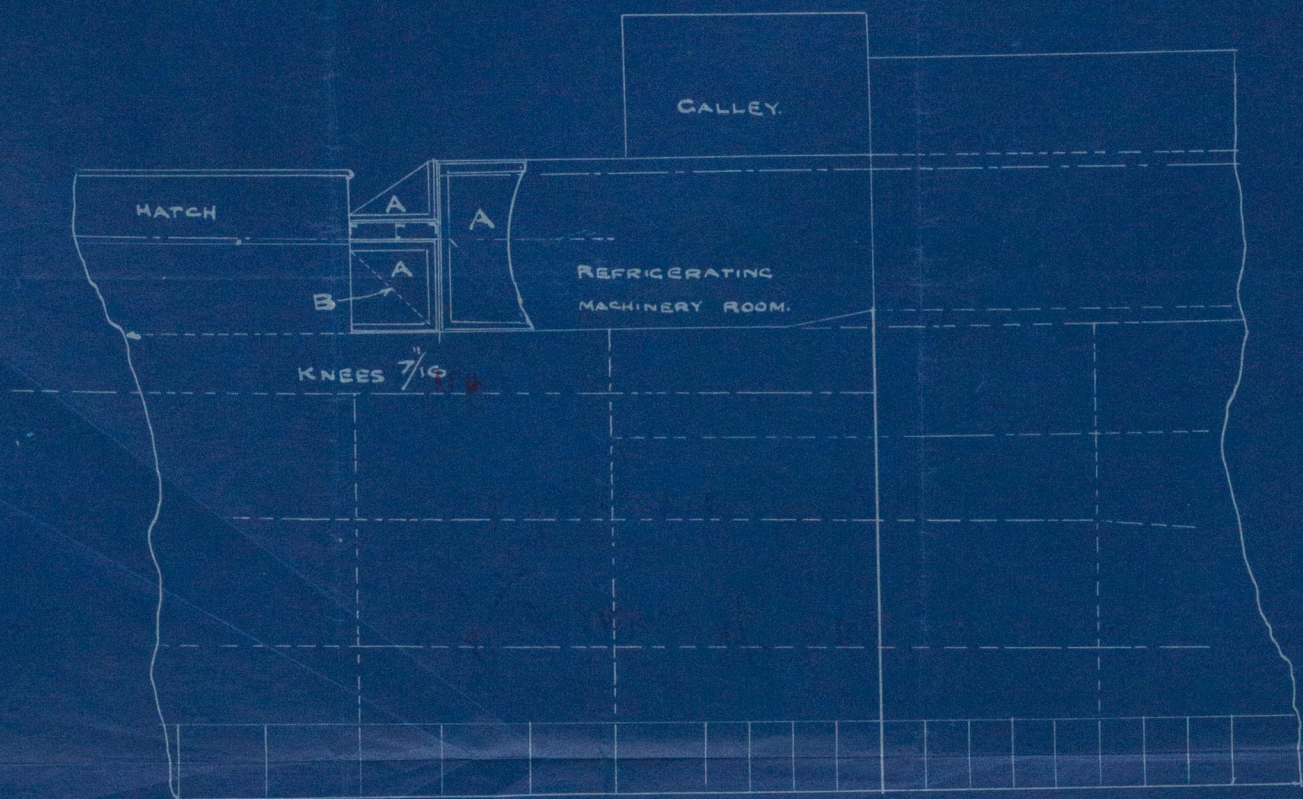 GALLEY.
HATCH
A
A
A
B
REFRIGERATING
MACHINERY ROOM.
KNEES 7/16"